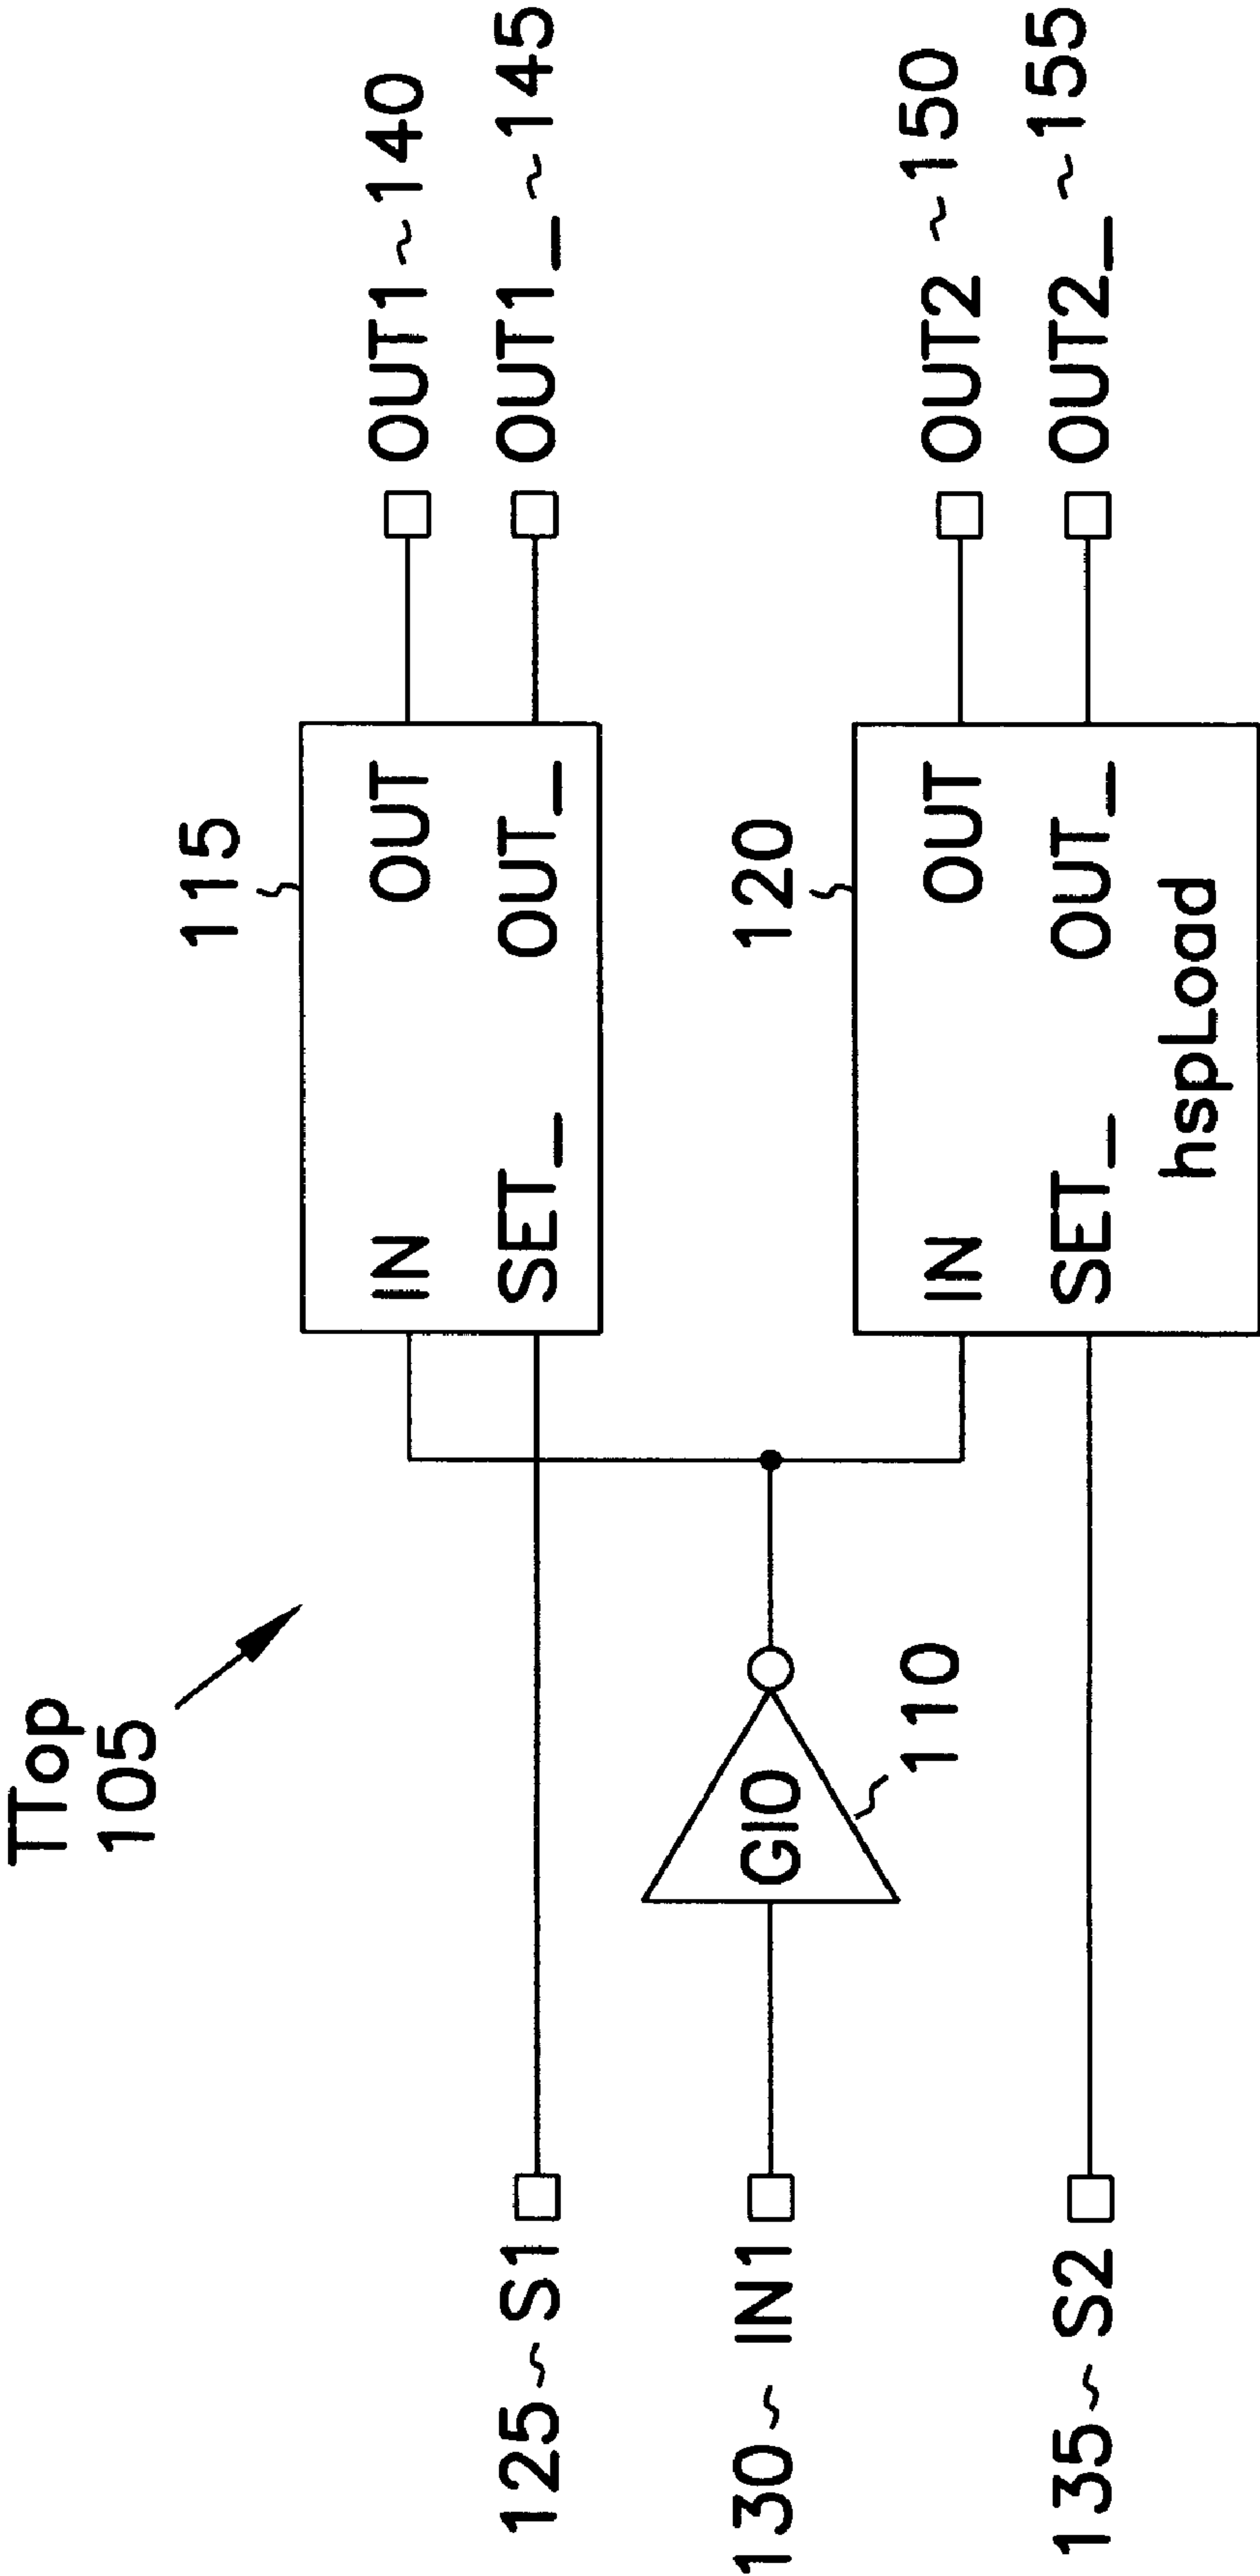 TTop
105
115
IN OUT
SET_ OUT_
OUT1~140
OUT1_~145
125~S1
130~IN1
GIO
110
120
IN OUT
SET_ OUT_
hspLoad
OUT2~150
OUT2_~155
135~S2